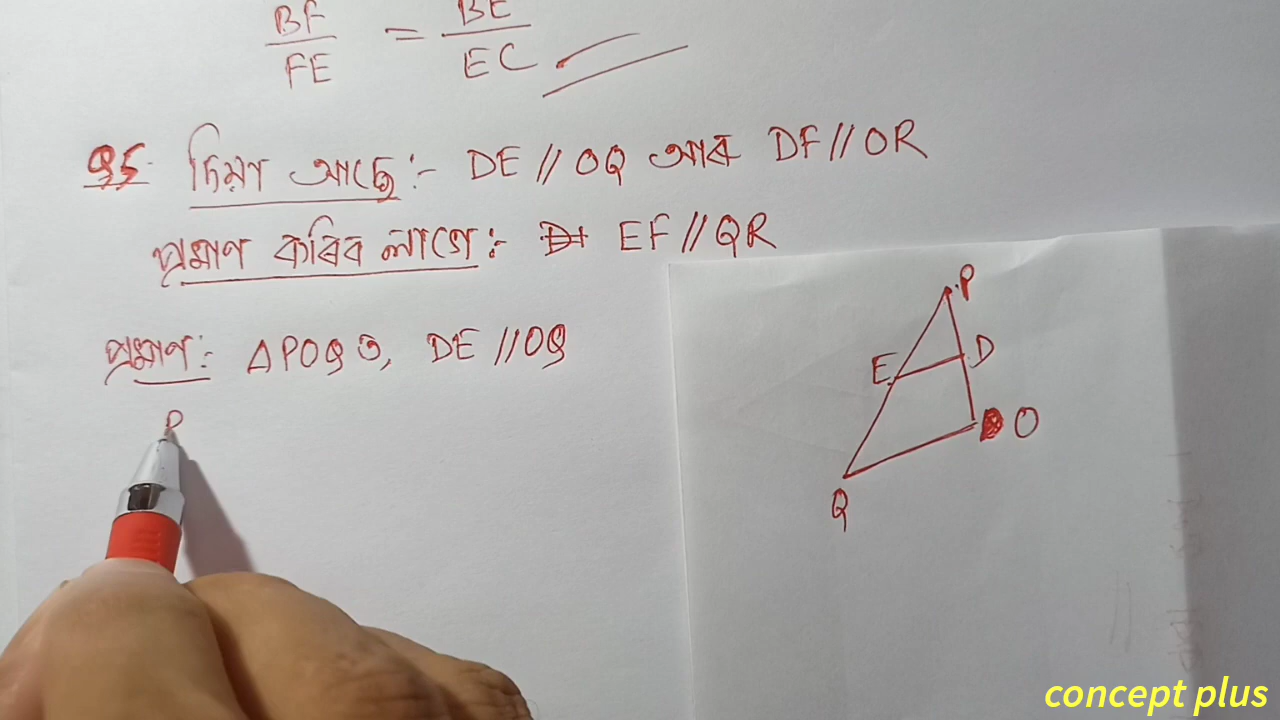 BF/FE = BE/EC
Q5. দিয়া আছে :- DE // OQ আৰু DF // OR
প্ৰমাণ কৰিব লাগে :- EF // QR
প্ৰমাণ :- △POQ ত, DE // OQ
P
P
E D
O
Q
concept plus